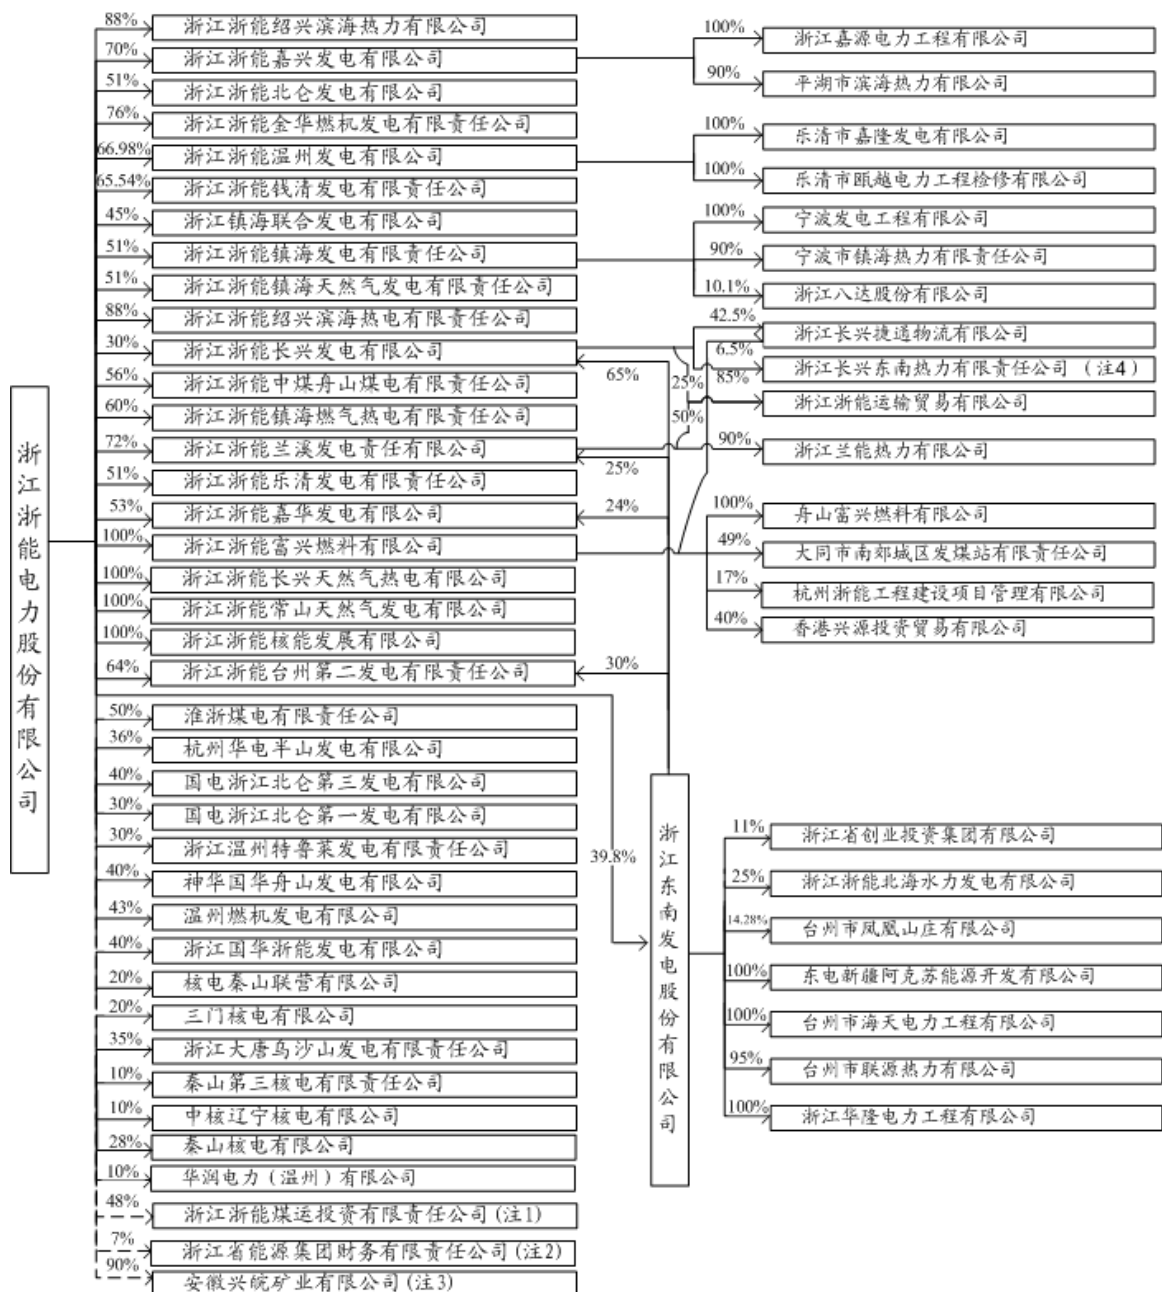 浙江浙能电力股份有限公司
88%
浙江浙能绍兴滨海热力有限公司
70%
浙江浙能嘉兴发电有限公司
51%
浙江浙能北仑发电有限公司
76%
浙江浙能金华燃机发电有限责任公司
66.98%
浙江浙能温州发电有限公司
65.54%
浙江浙能钱清发电有限责任公司
45%
浙江镇海联合发电有限公司
51%
浙江浙能镇海发电有限责任公司
51%
浙江浙能镇海天然气发电有限责任公司
88%
浙江浙能绍兴滨海热电有限责任公司
30%
浙江浙能长兴发电有限公司
56%
浙江浙能中煤舟山煤电有限责任公司
60%
浙江浙能镇海燃气热电有限责任公司
72%
浙江浙能兰溪发电责任有限公司
51%
浙江浙能乐清发电有限责任公司
53%
浙江浙能嘉华发电有限公司
100%
浙江浙能富兴燃料有限公司
100%
浙江浙能长兴天然气热电有限公司
100%
浙江浙能常山天然气发电有限公司
100%
浙江浙能核能发展有限公司
64%
浙江浙能台州第二发电有限责任公司
50%
淮浙煤电有限责任公司
36%
杭州华电半山发电有限公司
40%
国电浙江北仑第三发电有限公司
30%
国电浙江北仑第一发电有限公司
30%
浙江温州特鲁莱发电有限责任公司
40%
神华国华舟山发电有限公司
43%
温州燃机发电有限公司
40%
浙江国华浙能发电有限公司
20%
核电秦山联营有限公司
20%
三门核电有限公司
35%
浙江大唐乌沙山发电有限责任公司
10%
秦山第三核电有限责任公司
10%
中核辽宁核电有限公司
28%
秦山核电有限公司
10%
华润电力（温州）有限公司
48%
浙江浙能煤运投资有限责任公司(注1)
7%
浙江省能源集团财务有限责任公司(注2)
90%
安徽兴皖矿业有限公司(注3)
100%
浙江嘉源电力工程有限公司
90%
平湖市滨海热力有限公司
100%
乐清市嘉隆发电有限公司
100%
乐清市瓯越电力工程检修有限公司
100%
宁波发电工程有限公司
90%
宁波市镇海热力有限责任公司
10.1%
浙江八达股份有限公司
42.5%
浙江长兴捷通物流有限公司
6.5%
浙江长兴东南热力有限责任公司（注4）
85%
65%
25%
浙江浙能运输贸易有限公司
50%
90%
浙江兰能热力有限公司
25%
24%
100%
舟山富兴燃料有限公司
49%
大同市南郊城区发煤站有限责任公司
17%
杭州浙能工程建设项目管理有限公司
40%
香港兴源投资贸易有限公司
30%
39.8%
浙江东南发电股份有限公司
11%
浙江省创业投资集团有限公司
25%
浙江浙能北海水力发电有限公司
14.28%
台州市凤凰山庄有限公司
100%
东电新疆阿克苏能源开发有限公司
100%
台州市海天电力工程有限公司
95%
台州市联源热力有限公司
100%
浙江华隆电力工程有限公司